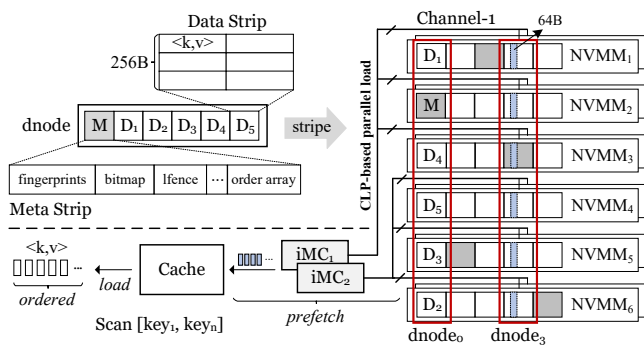 Data Strip
<k,v>
256B
dnode
M D₁ D₂ D₃ D₄ D₅
stripe
fingerprints bitmap lfence ... order array
Meta Strip
<k,v>
...
ordered
load
Cache
...
iMC₁
iMC₂
prefetch
Scan [key₁, keyₙ]
CLP-based parallel load
Channel-1
64B
D₁ NVMM₁
M NVMM₂
D₄ NVMM₃
D₅ NVMM₄
D₃ NVMM₅
D₂ NVMM₆
dnode₀ dnode₃